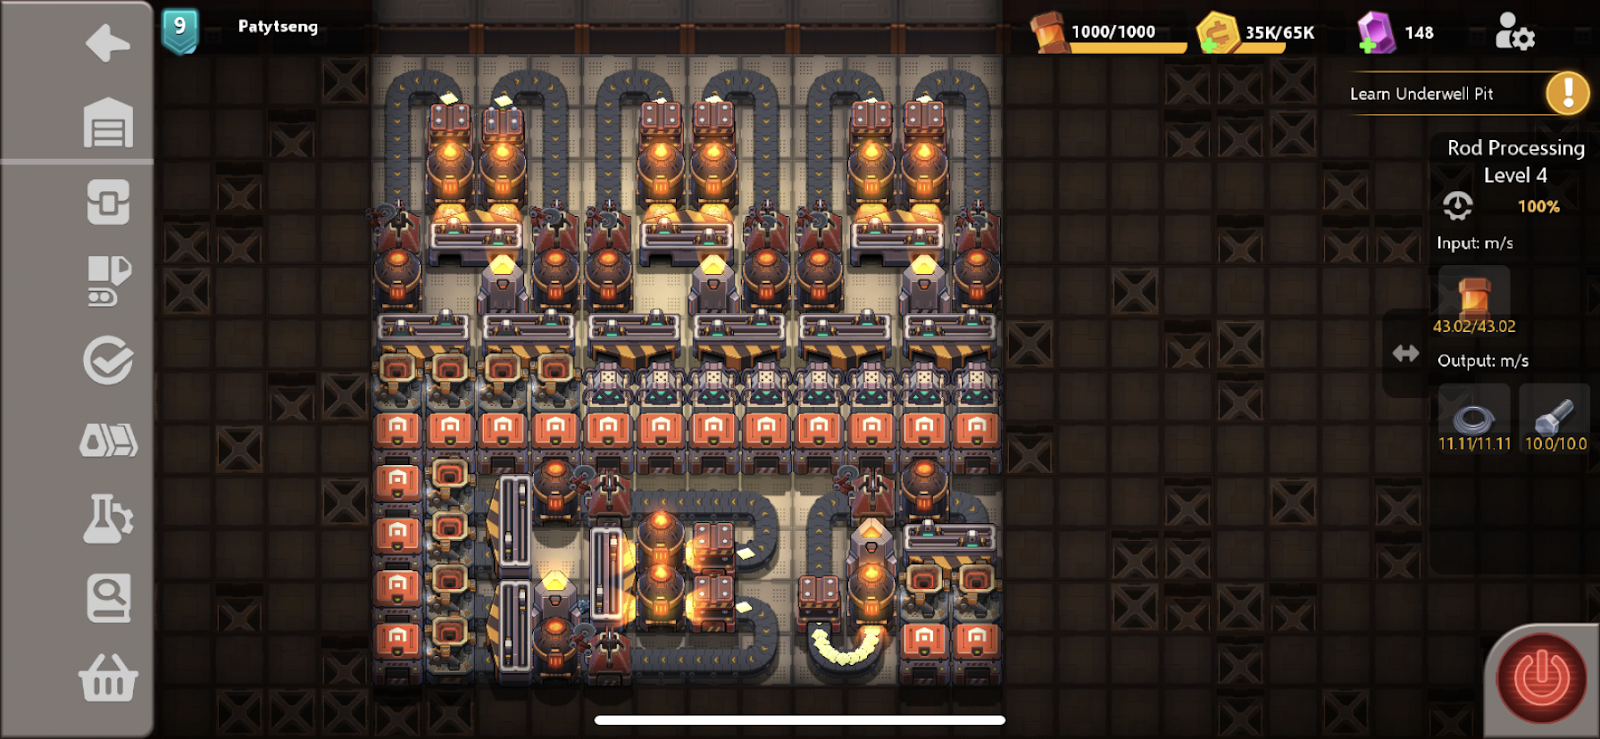 9
Patytseng
1000/1000
35K/65K
148
Learn Underwell Pit
!
Rod Processing
Level 4
100%
Input: m/s
43.02/43.02
Output: m/s
11.11/11.11
10.0/10.0